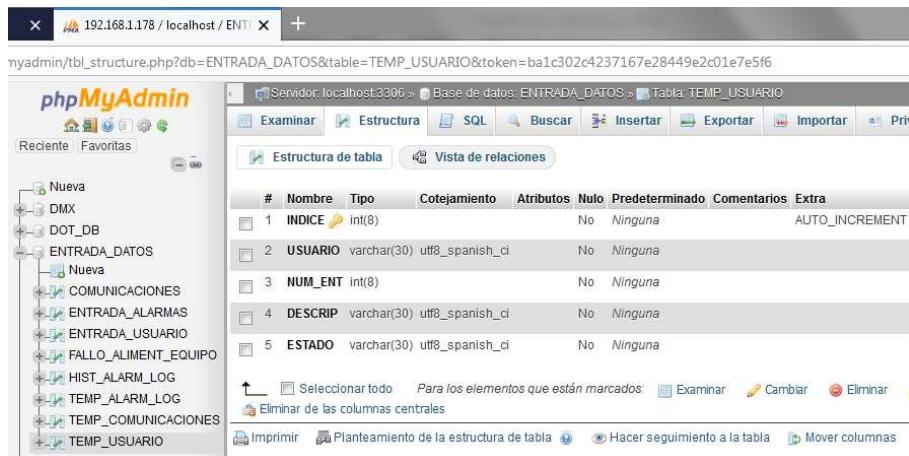 192.168.1.178 / localhost / ENTI
myadmin/tbl_structure.php?db=ENTRADA_DATOS&table=TEMP_USUARIO&token=ba1c302c4237167e28449e2c01e7e5f6
phpMyAdmin
Reciente Favoritas
Nueva
DMX
DOT_DB
ENTRADA_DATOS
Nueva
COMUNICACIONES
ENTRADA_ALARMAS
ENTRADA_USUARIO
FALLO_ALIMENT_EQUIPO
HIST_ALARM_LOG
TEMP_ALARM_LOG
TEMP_COMUNICACIONES
TEMP_USUARIO
Servidor: localhost:3306 » Base de datos: ENTRADA_DATOS » Tabla: TEMP_USUARIO
Examinar Estructura SQL Buscar Insertar Exportar Importar Pri
Estructura de tabla Vista de relaciones
# Nombre Tipo Cotejamiento Atributos Nulo Predeterminado Comentarios Extra
1 INDICE int(8) No Ninguna AUTO_INCREMENT
2 USUARIO varchar(30) utf8_spanish_ci No Ninguna
3 NUM_ENT int(8) No Ninguna
4 DESCRIP varchar(30) utf8_spanish_ci No Ninguna
5 ESTADO varchar(30) utf8_spanish_ci No Ninguna
Seleccionar todo Para los elementos que están marcados: Examinar Cambiar Eliminar
Eliminar de las columnas centrales
Imprimir Planteamiento de la estructura de tabla Hacer seguimiento a la tabla Mover columnas